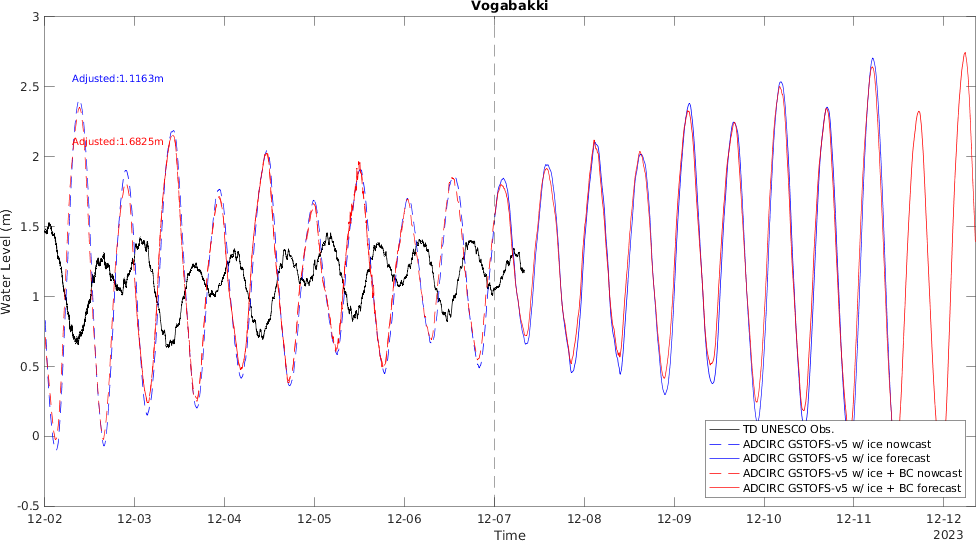 Vogabakki
3
2.5
2
1.5
1
0.5
0
-0.5
Water Level (m)
Adjusted:1.1163m
Adjusted:1.6825m
TD UNESCO Obs.
ADCIRC GSTOFS-v5 w/ ice nowcast
ADCIRC GSTOFS-v5 w/ ice forecast
ADCIRC GSTOFS-v5 w/ ice + BC nowcast
ADCIRC GSTOFS-v5 w/ ice + BC forecast
12-02 12-03 12-04 12-05 12-06 12-07 12-08 12-09 12-10 12-11 12-12
Time
2023